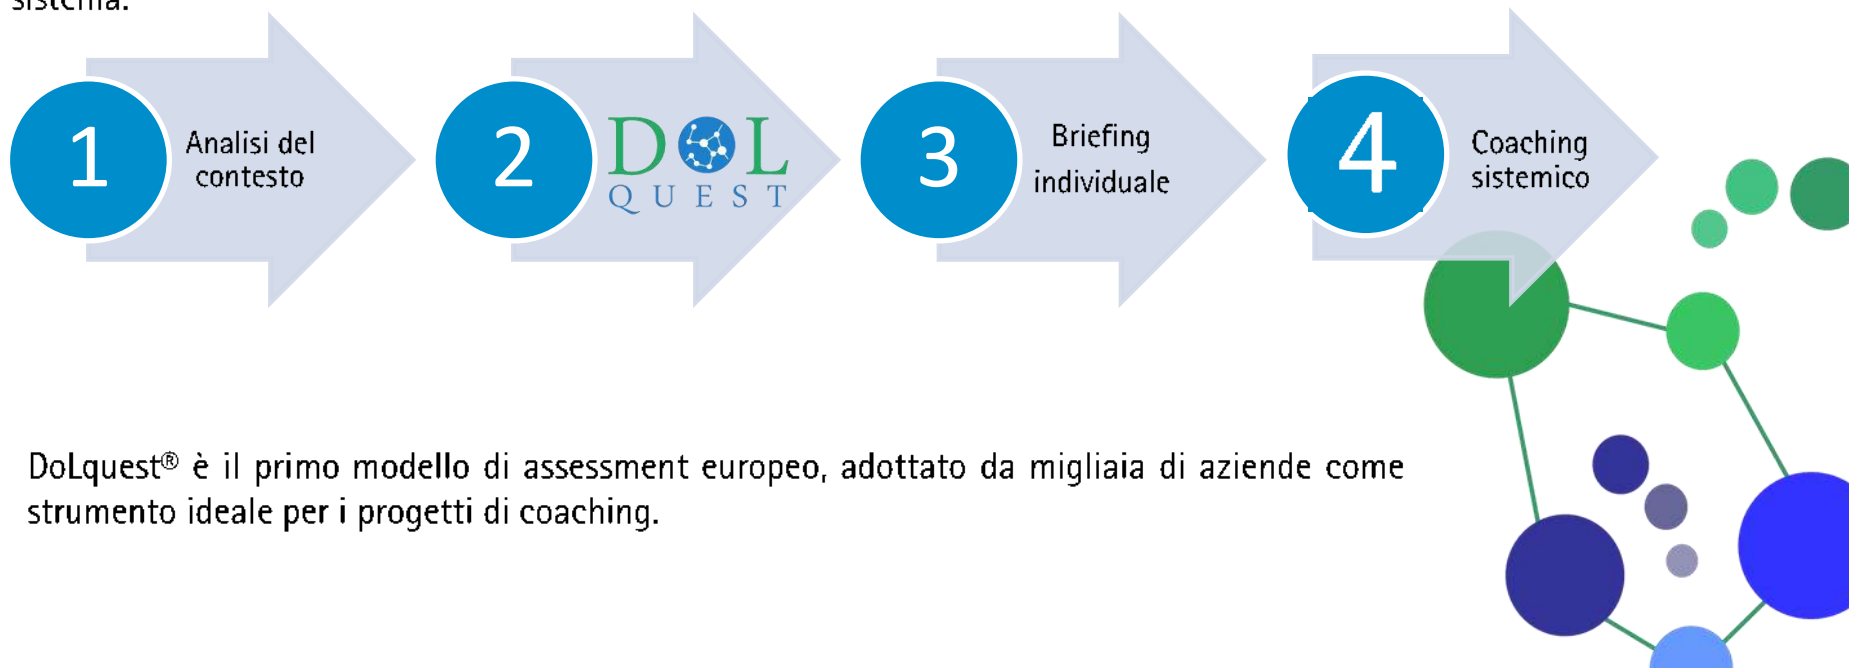 sistema.
1
Analisi del
contesto
2
DOL
QUEST
3
Briefing
individuale
4
Coaching
sistemico
DoLquest® è il primo modello di assessment europeo, adottato da migliaia di aziende come
strumento ideale per i progetti di coaching.